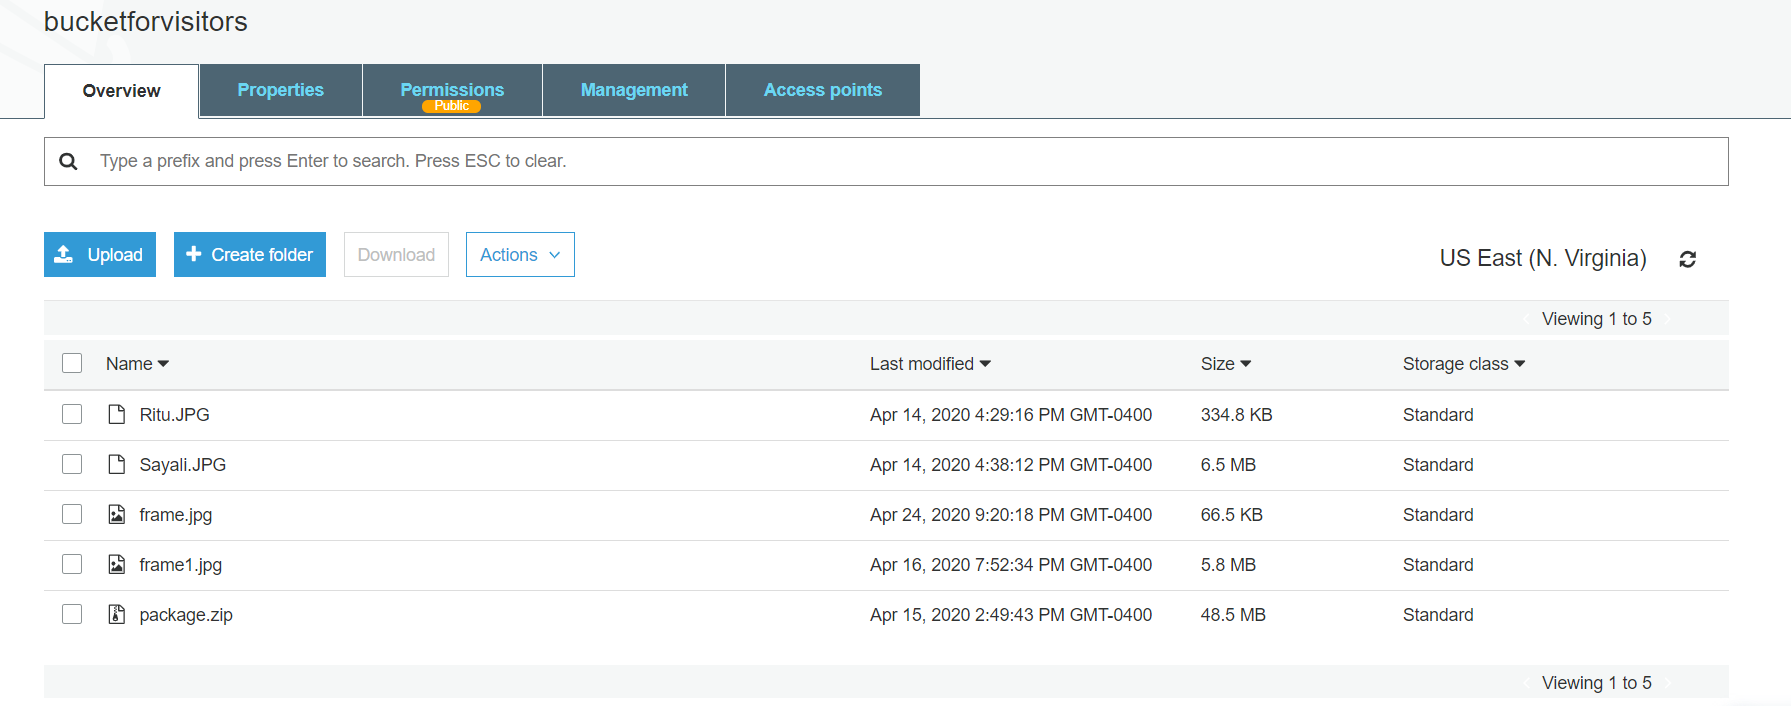 bucketforvisitors
Overview Properties Permissions Management Access points
Public
Type a prefix and press Enter to search. Press ESC to clear.
Upload Create folder Download Actions US East (N. Virginia)
Viewing 1 to 5
Name Last modified Size Storage class
Ritu.JPG Apr 14, 2020 4:29:16 PM GMT-0400 334.8 KB Standard
Sayali.JPG Apr 14, 2020 4:38:12 PM GMT-0400 6.5 MB Standard
frame.jpg Apr 24, 2020 9:20:18 PM GMT-0400 66.5 KB Standard
frame1.jpg Apr 16, 2020 7:52:34 PM GMT-0400 5.8 MB Standard
package.zip Apr 15, 2020 2:49:43 PM GMT-0400 48.5 MB Standard
Viewing 1 to 5